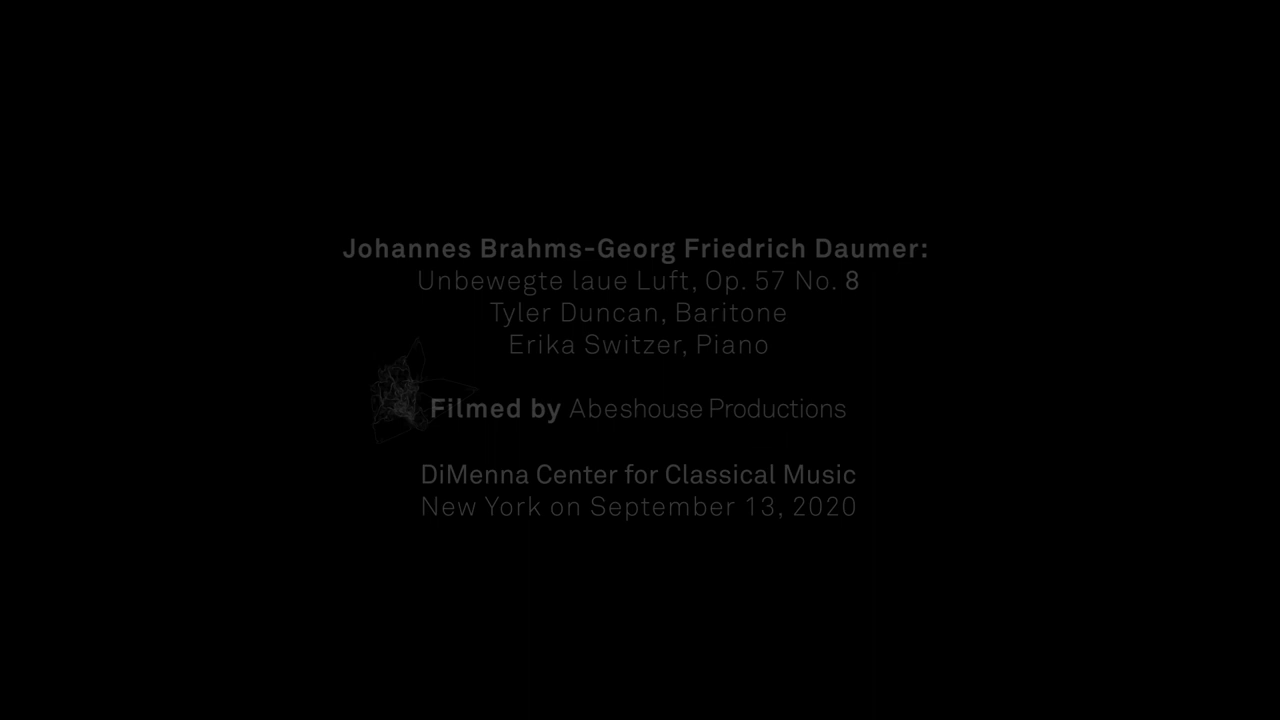 Johannes Brahms-Georg Friedrich Daumer:
Unbewegte laue Luft, Op. 57 No. 8
Tyler Duncan, Baritone
Erika Switzer, Piano
Filmed by Abeshouse Productions
DiMenna Center for Classical Music
New York on September 13, 2020